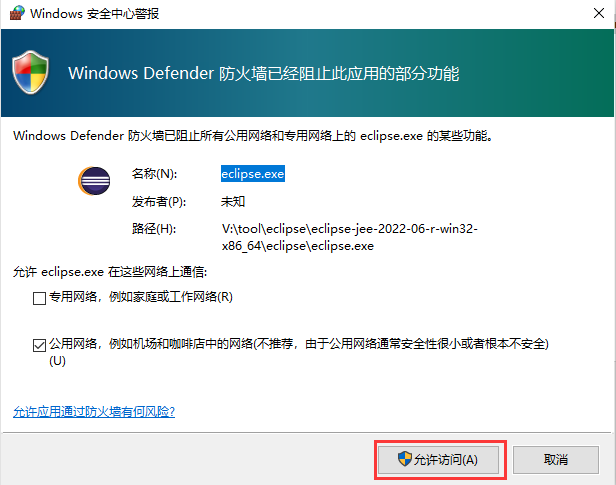 Windows 安全中心警报
Windows Defender 防火墙已经阻止此应用的部分功能
Windows Defender 防火墙已阻止所有公用网络和专用网络上的 eclipse.exe 的某些功能。
名称(N): eclipse.exe
发布者(P): 未知
路径(H): V:\tool\eclipse\eclipse-jee-2022-06-r-win32-
x86_64\eclipse\eclipse.exe
允许 eclipse.exe 在这些网络上通信:
专用网络，例如家庭或工作网络(R)
公用网络，例如机场和咖啡店中的网络(不推荐，由于公用网络通常安全性很小或者根本不安全)
(U)
允许应用通过防火墙有何风险?
允许访问(A) 取消